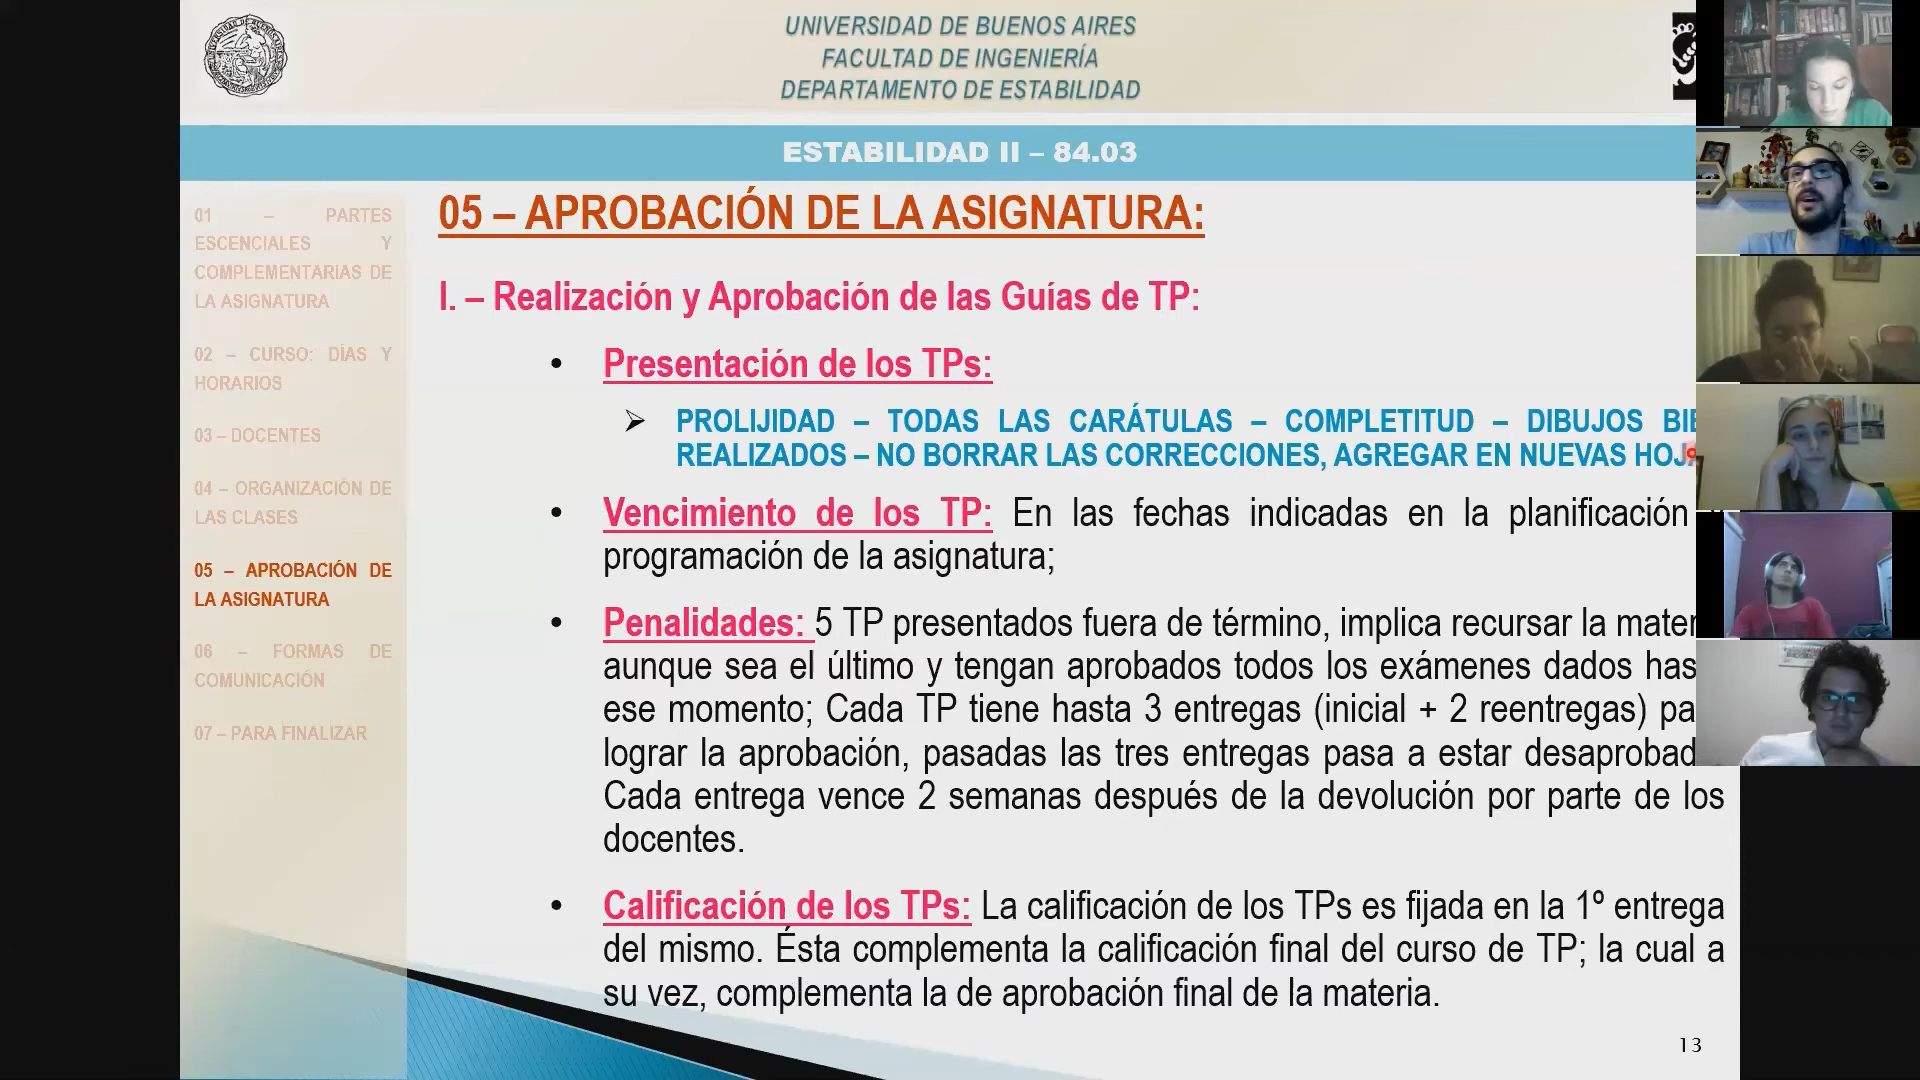 UNIVERSIDAD DE BUENOS AIRES
FACULTAD DE INGENIERÍA
DEPARTAMENTO DE ESTABILIDAD
ESTABILIDAD II – 84.03
01 – PARTES
ESCENCIALES Y
COMPLEMENTARIAS DE
LA ASIGNATURA
02 – CURSO: DÍAS Y
HORARIOS
03 – DOCENTES
04 – ORGANIZACIÓN DE
LAS CLASES
05 – APROBACIÓN DE
LA ASIGNATURA
06 – FORMAS DE
COMUNICACIÓN
07 – PARA FINALIZAR
05 – APROBACIÓN DE LA ASIGNATURA:
I. – Realización y Aprobación de las Guías de TP:
• Presentación de los TPs:
➢ PROLIJIDAD – TODAS LAS CARÁTULAS – COMPLETITUD – DIBUJOS
REALIZADOS – NO BORRAR LAS CORRECCIONES, AGREGAR EN NUEVAS
• Vencimiento de los TP: En las fechas indicadas en la planificación
programación de la asignatura;
• Penalidades: 5 TP presentados fuera de término, implica recursar la
aunque sea el último y tengan aprobados todos los exámenes dados
ese momento; Cada TP tiene hasta 3 entregas (inicial + 2 reentregas)
lograr la aprobación, pasadas las tres entregas pasa a estar
Cada entrega vence 2 semanas después de la devolución por parte de los
docentes.
• Calificación de los TPs: La calificación de los TPs es fijada en la 1º entrega
del mismo. Ésta complementa la calificación final del curso de TP; la cual a
su vez, complementa la de aprobación final de la materia.
13